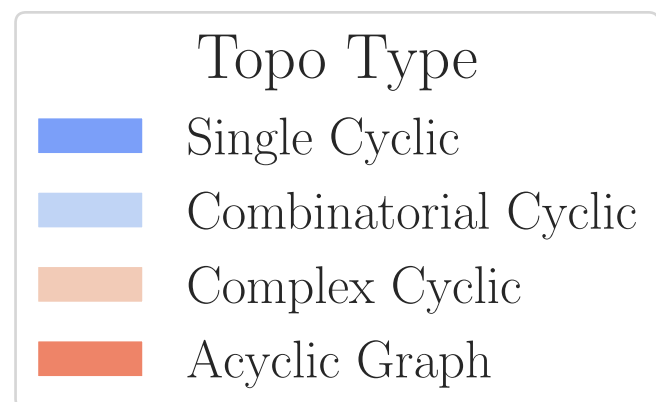 Topo Type
Single Cyclic
Combinatorial Cyclic
Complex Cyclic
Acyclic Graph